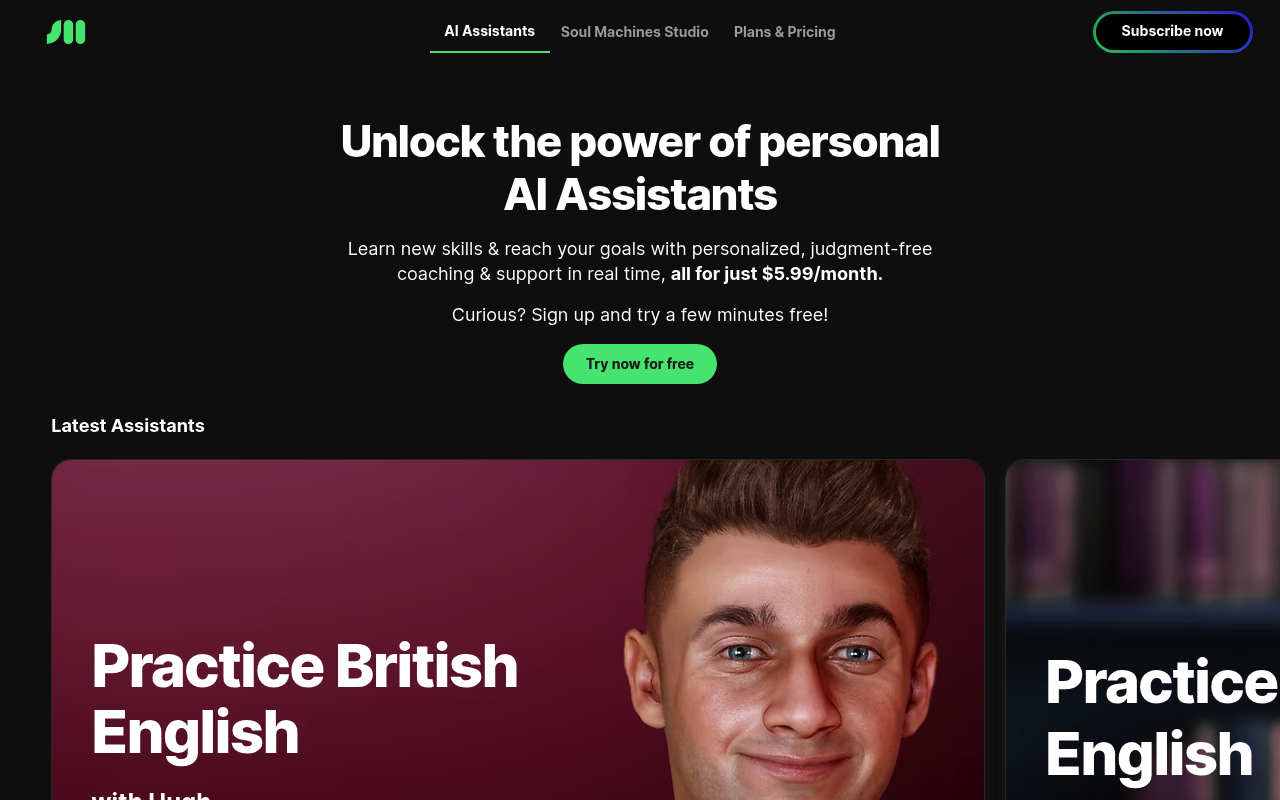 AI Assistants
Soul Machines Studio
Plans & Pricing
Subscribe now
Unlock the power of personal
AI Assistants
Learn new skills & reach your goals with personalized, judgment-free
coaching & support in real time, all for just $5.99/month.
Curious? Sign up and try a few minutes free!
Try now for free
Latest Assistants
Practice British
English
with Hugh
Practice
English